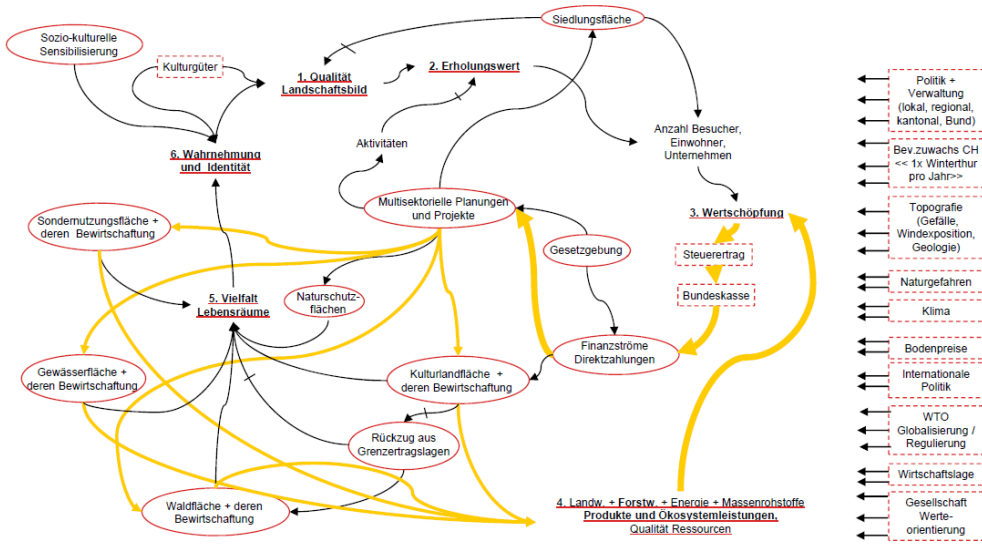 Siedlungsfläche
Sozio-kulturelle
Sensibilisierung
Kulturgüter
1. Qualität
Landschaftsbild
2. Erholungswert
Aktivitäten
Anzahl Besucher,
Einwohner,
Unternehmen
6. Wahrnehmung
und Identität
Multisektorielle Planungen
und Projekte
3. Wertschöpfung
Sondernutzungsfläche +
deren Bewirtschaftung
Gesetzgebung
Steuerertrag
Bundeskasse
5. Vielfalt
Lebensräume
Naturschutz-
flächen
Finanzströme
Direktzahlungen
Gewässerfläche +
deren Bewirtschaftung
Kulturlandfläche +
deren Bewirtschaftung
Rückzug aus
Grenzertragslagen
Waldfläche + deren
Bewirtschaftung
4. Landw. + Forstw. + Energie + Massenrohstoffe
Produkte und Ökosystemleistungen,
Qualität Ressourcen
Politik +
Verwaltung
(lokal, regional,
kantonal, Bund)
Bev.zuwachs CH
<< 1x Winterthur
pro Jahr>>
Topografie
(Gefälle,
Windexposition,
Geologie)
Naturgefahren
Klima
Bodenpreise
Internationale
Politik
WTO
Globalisierung /
Regulierung
Wirtschaftslage
Gesellschaft
Werte-
orientierung